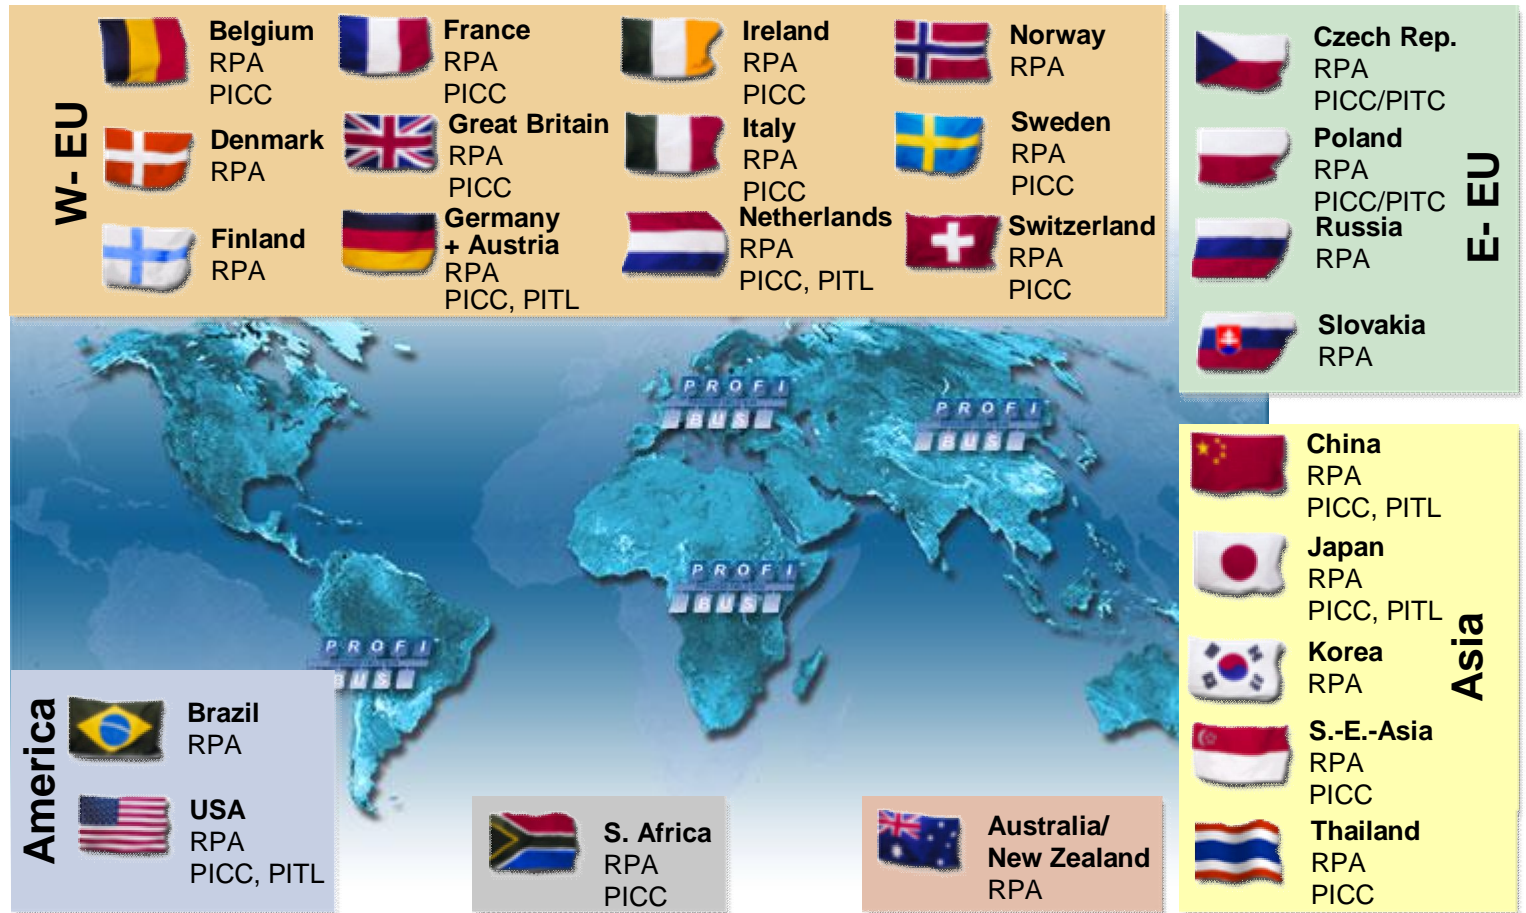 W- EU
Belgium
RPA
PICC
France
RPA
PICC
Ireland
RPA
PICC
Norway
RPA
Denmark
RPA
Great Britain
RPA
PICC
Italy
RPA
PICC
Sweden
RPA
PICC
Finland
RPA
Germany
+ Austria
RPA
PICC, PITL
Netherlands
RPA
PICC, PITL
Switzerland
RPA
PICC
E- EU
Czech Rep.
RPA
PICC/PITC
Poland
RPA
PICC/PITC
Russia
RPA
Slovakia
RPA
PROFI
BUS
PROFI
BUS
PROFI
BUS
PROFI
BUS
Asia
China
RPA
PICC, PITL
Japan
RPA
PICC, PITL
Korea
RPA
S.-E.-Asia
RPA
PICC
Thailand
RPA
PICC
America
Brazil
RPA
USA
RPA
PICC, PITL
S. Africa
RPA
PICC
Australia/
New Zealand
RPA